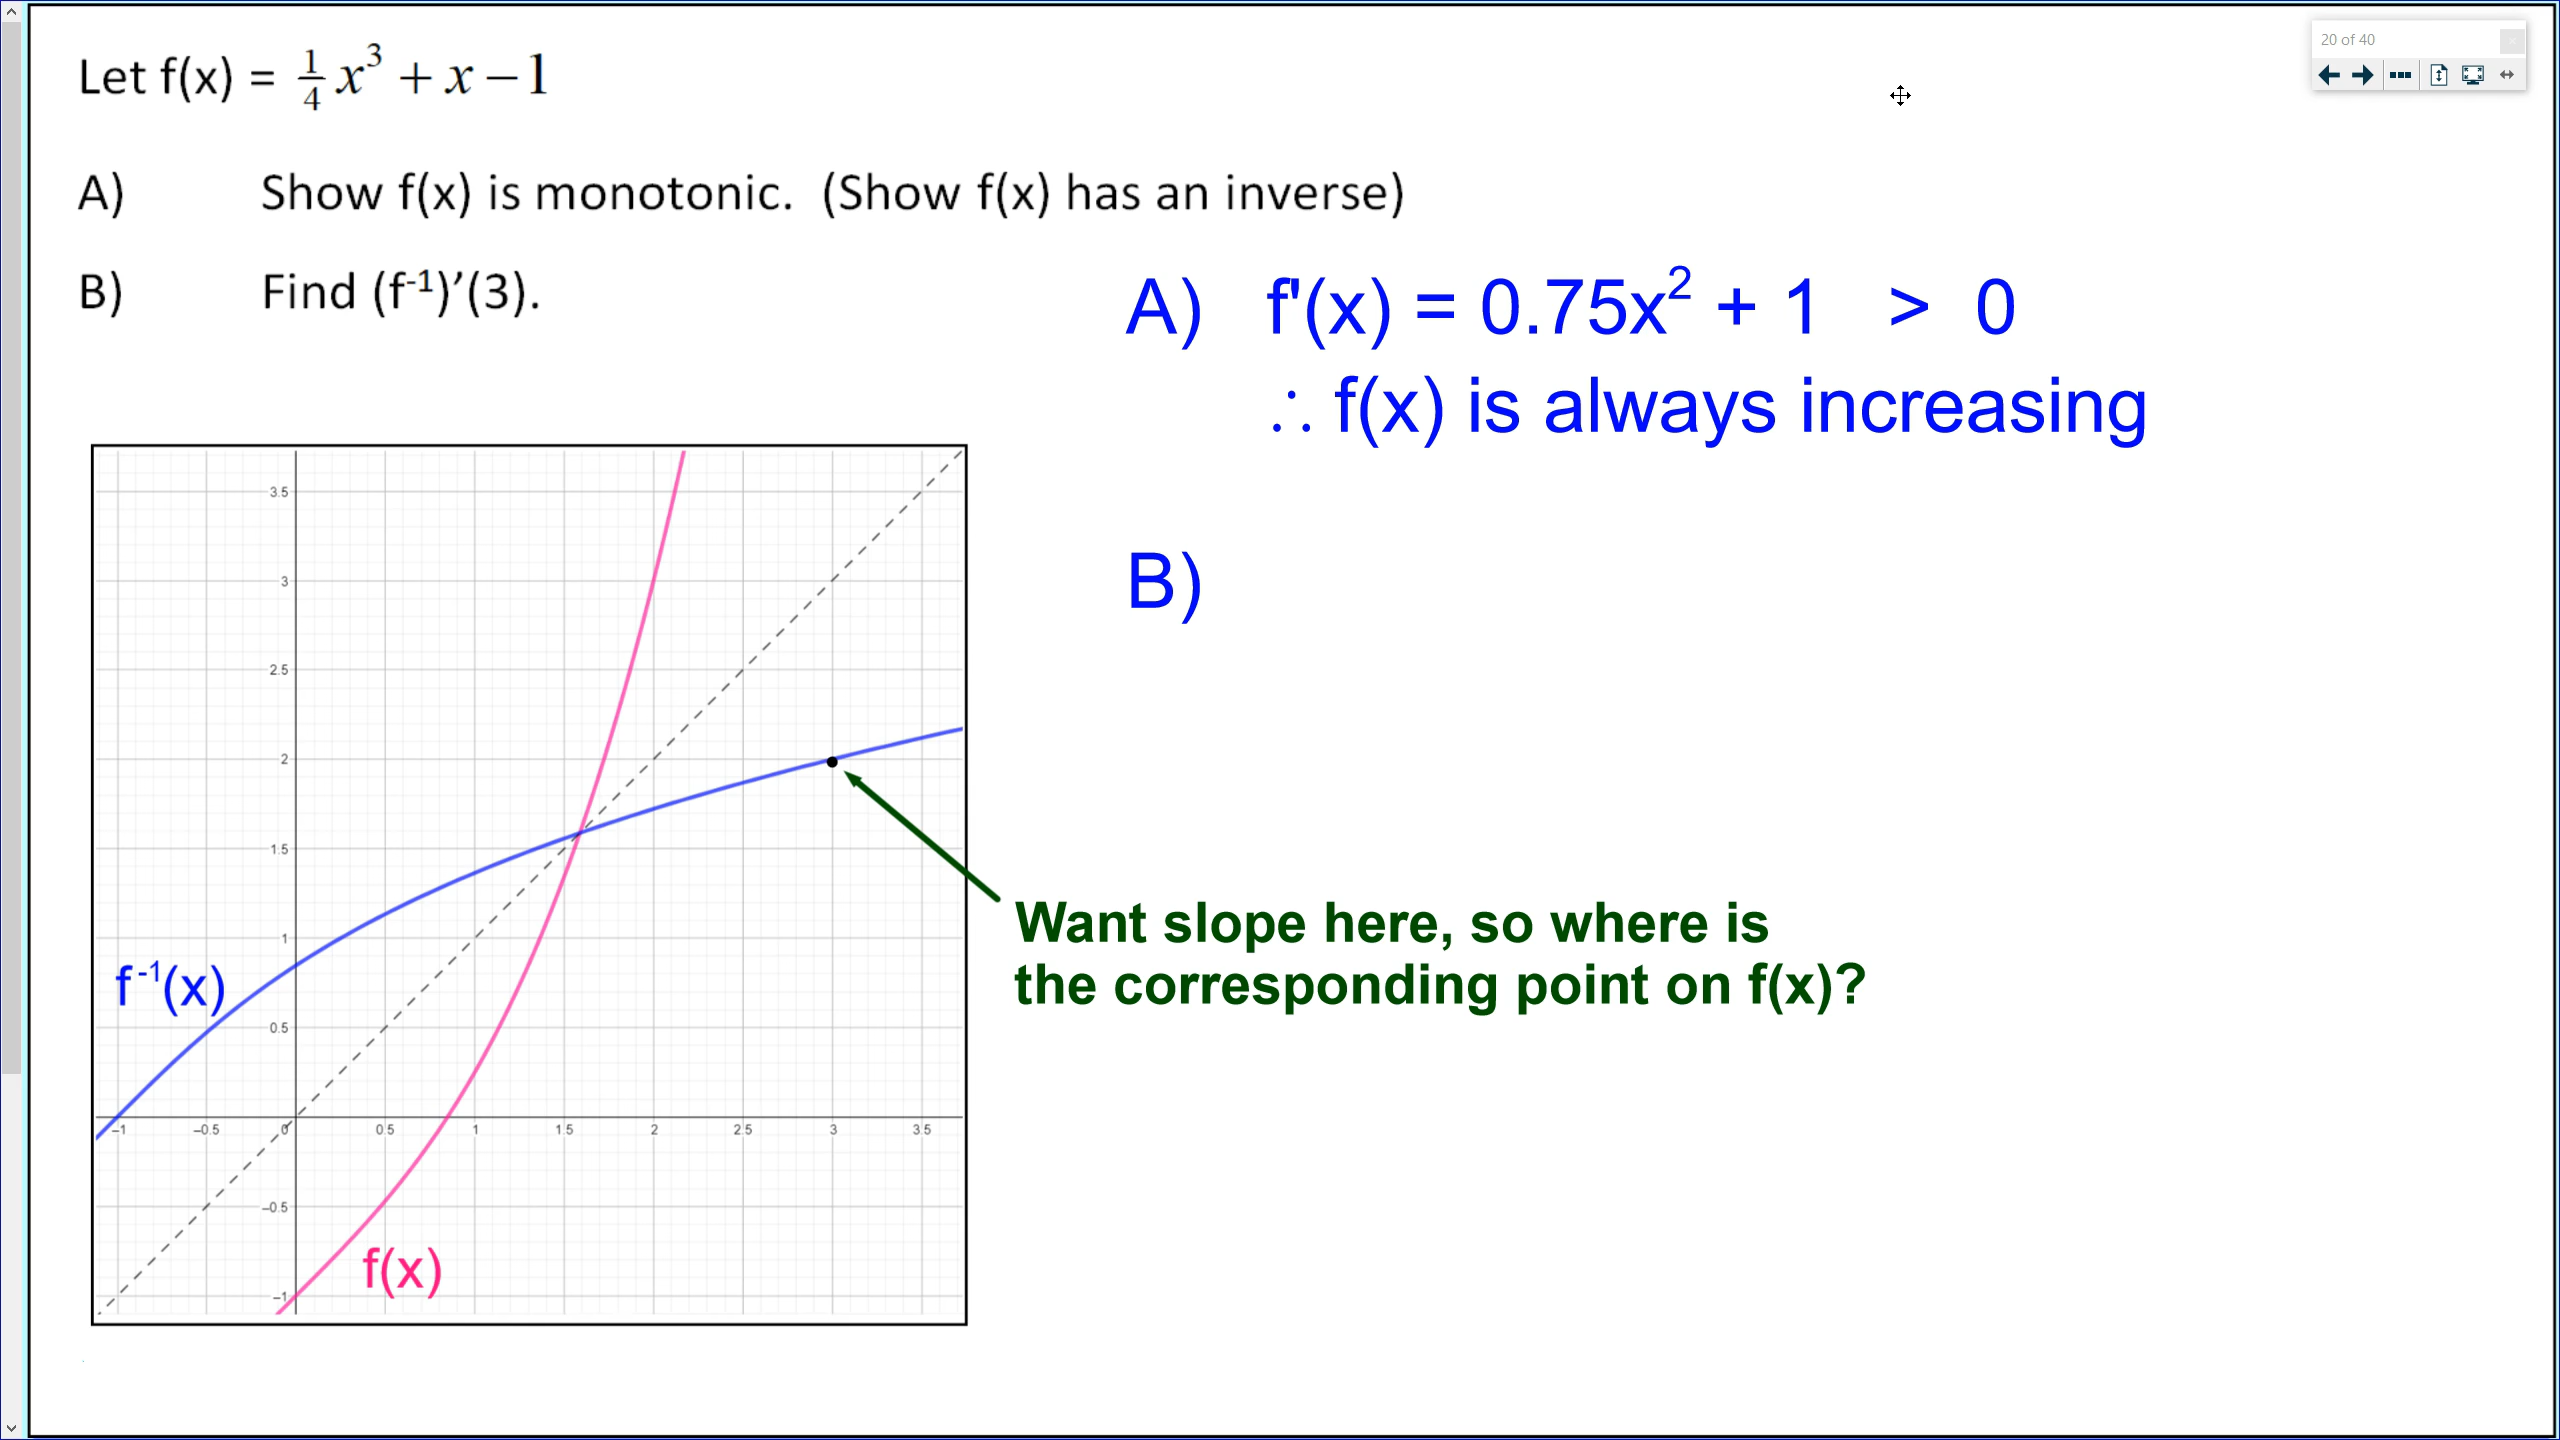 20 of 40
Let f(x) = 1/4 x³ + x − 1
A) Show f(x) is monotonic. (Show f(x) has an inverse)
B) Find (f⁻¹)′(3).
A) f'(x) = 0.75x² + 1 > 0
∴ f(x) is always increasing
B)
3.5
3
2.5
2
1.5
1
0.5
−1 −0.5 0 0.5 1 1.5 2 2.5 3 3.5
−0.5
−1
f⁻¹(x)
f(x)
Want slope here, so where is
the corresponding point on f(x)?